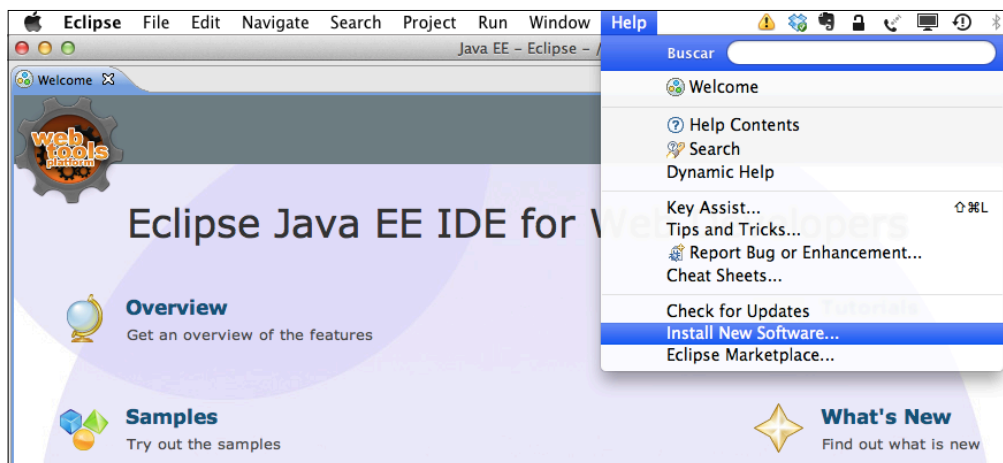 Eclipse File Edit Navigate Search Project Run Window Help
Java EE – Eclipse – /
Buscar
Welcome
Welcome
Help Contents
Search
Dynamic Help
Key Assist... ⇧⌘L
Tips and Tricks...
Report Bug or Enhancement...
Cheat Sheets...
Check for Updates
Install New Software...
Eclipse Marketplace...
web
tools
platform
Eclipse Java EE IDE for Web Developers
Overview
Get an overview of the features
Tutorials
Samples
Try out the samples
What's New
Find out what is new